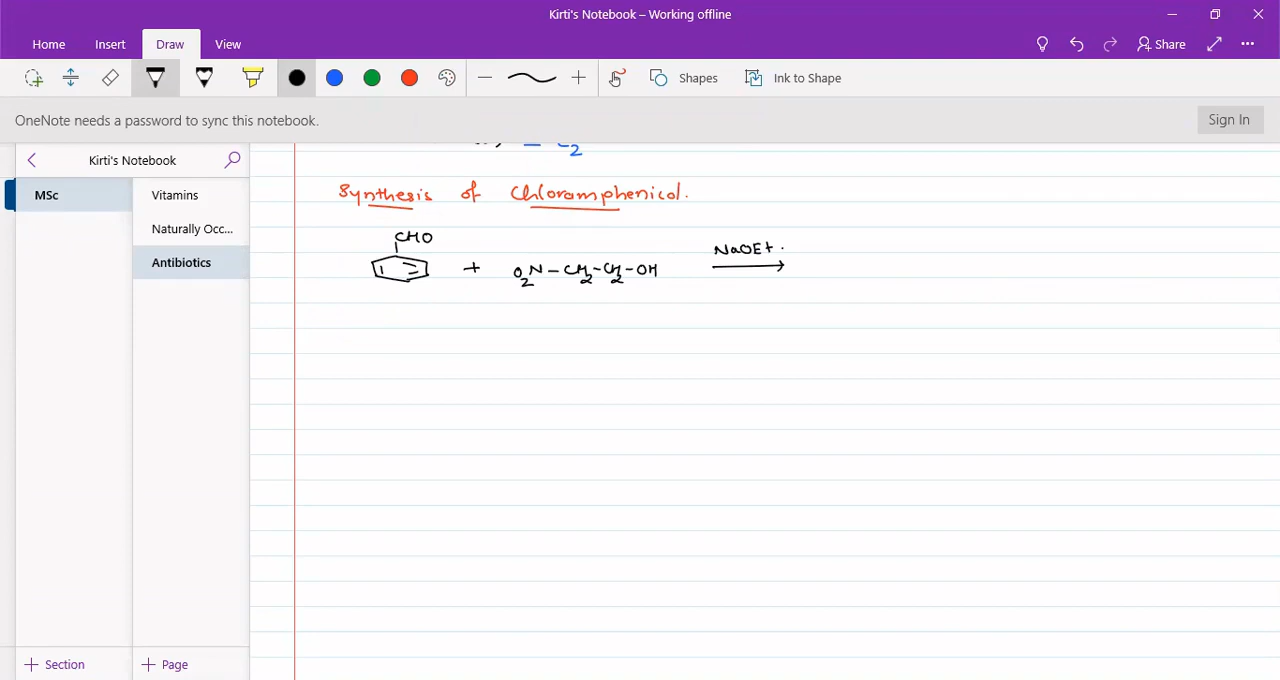 Kirti's Notebook – Working offline
Home Insert Draw View
Share
Shapes Ink to Shape
OneNote needs a password to sync this notebook.
Sign In
Kirti's Notebook
MSc
Vitamins
Naturally Occ...
Antibiotics
Synthesis of Chloramphenicol.
CHO
+ O2N – CH2 – CH2 – OH
NaOEt.
Section
Page